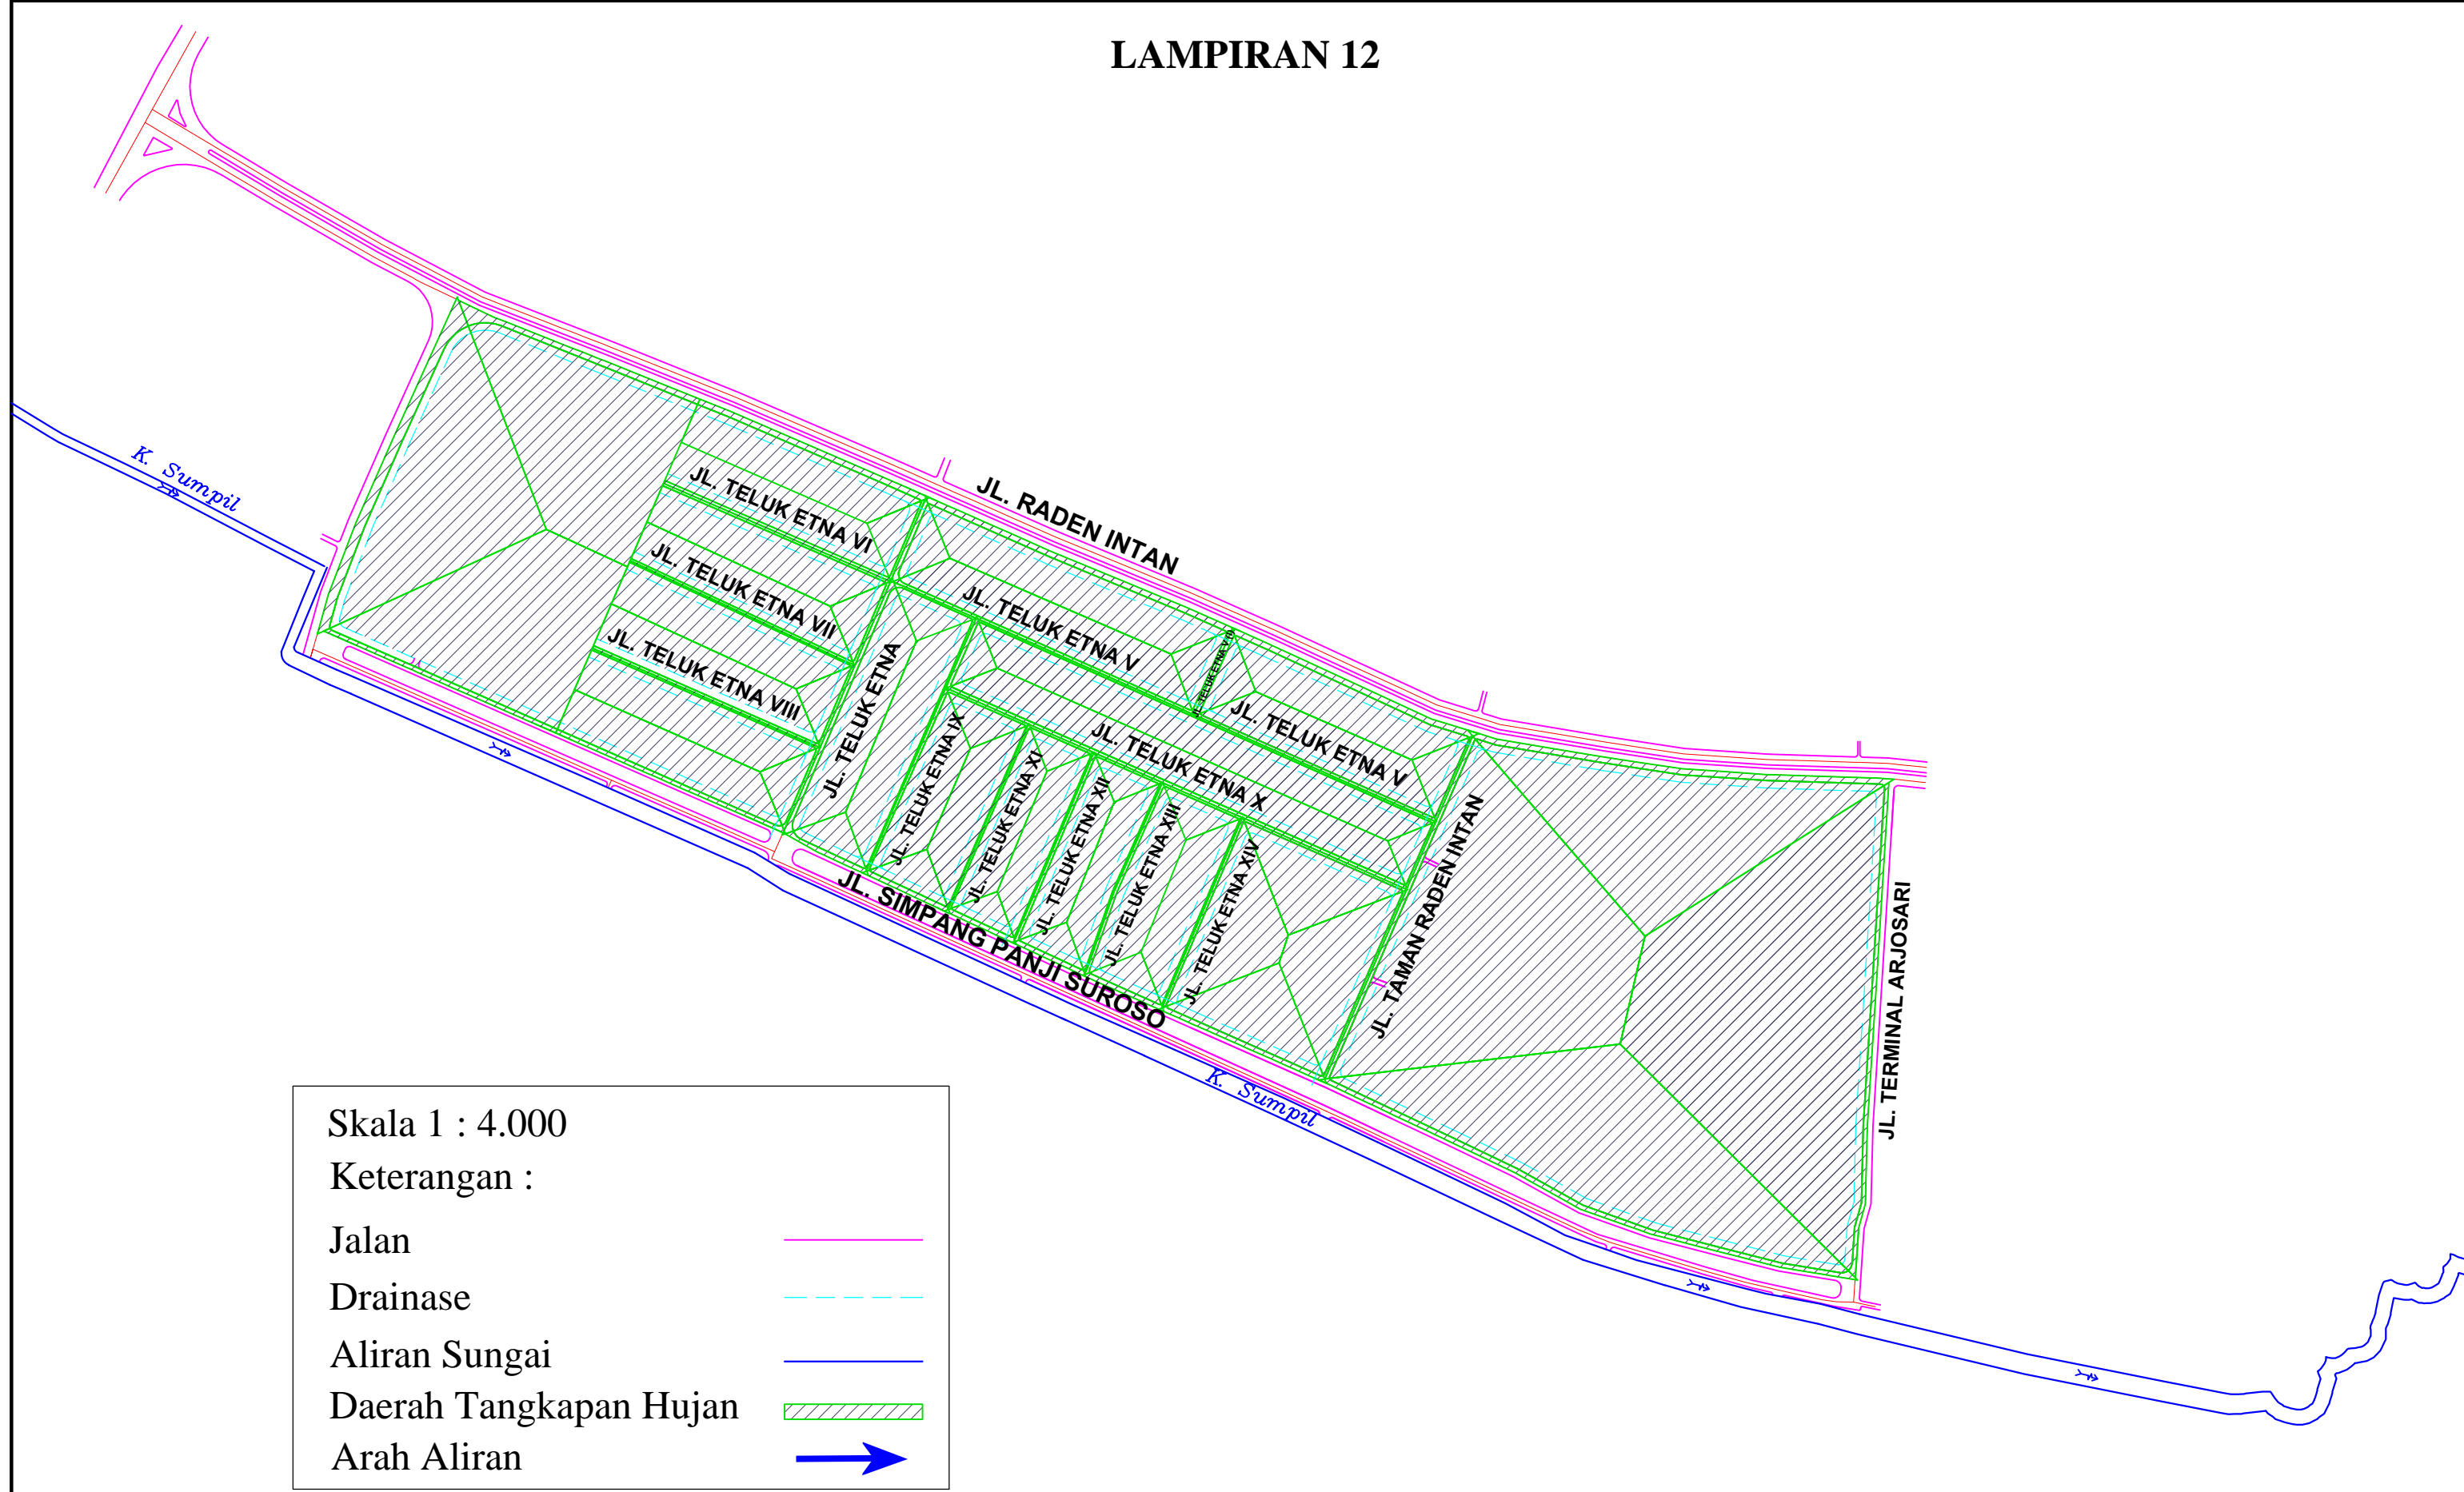 LAMPIRAN 12
K. Sumpil
JL. RADEN INTAN
JL. TELUK ETNA VI
JL. TELUK ETNA VII
JL. TELUK ETNA VIII
JL. TELUK ETNA
JL. TELUK ETNA V
JL. TELUK ETNA V
JL. TELUK ETNA X
JL. TELUK ETNA IX
JL. TELUK ETNA XI
JL. TELUK ETNA XII
JL. TELUK ETNA XIII
JL. TELUK ETNA XIV
JL. TAMAN RADEN INTAN
JL. TERMINAL ARJOSARI
JL. SIMPANG PANJI SUROSO
K. Sumpil
Skala 1 : 4.000
Keterangan :
Jalan
Drainase
Aliran Sungai
Daerah Tangkapan Hujan
Arah Aliran